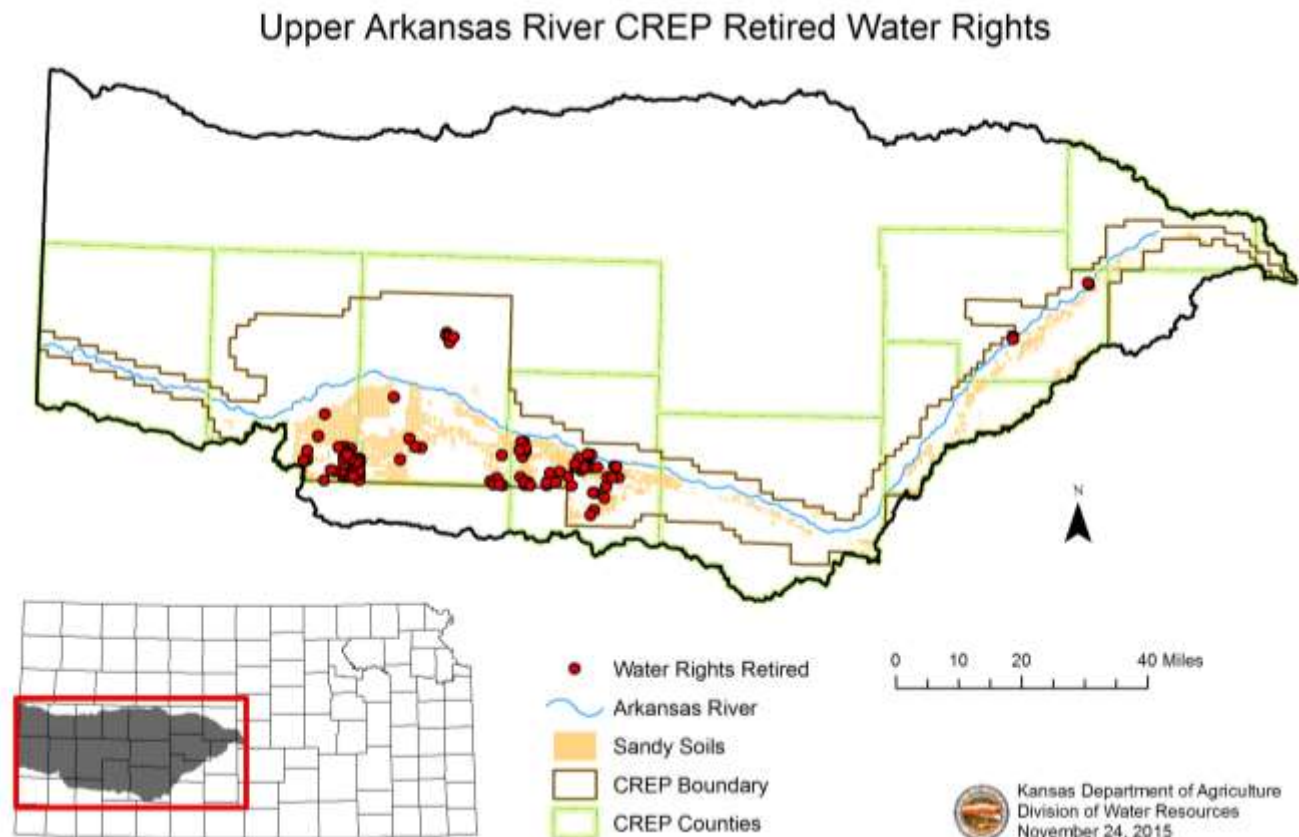 Upper Arkansas River CREP Retired Water Rights
N
Water Rights Retired
Arkansas River
Sandy Soils
CREP Boundary
CREP Counties
0 10 20 40 Miles
Kansas Department of Agriculture
Division of Water Resources
November 24, 2015